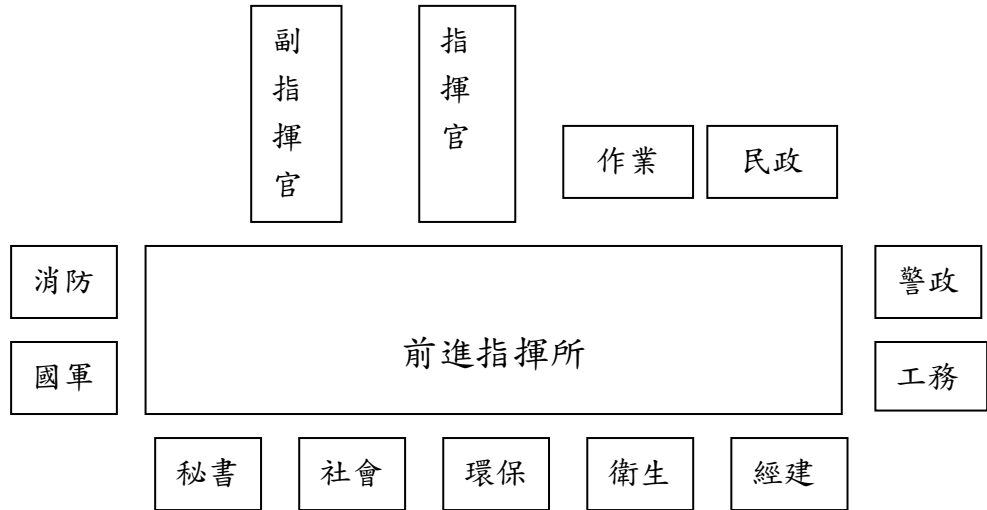 副指揮官
指揮官
作業
民政
消防
警政
前進指揮所
國軍
工務
秘書
社會
環保
衛生
經建